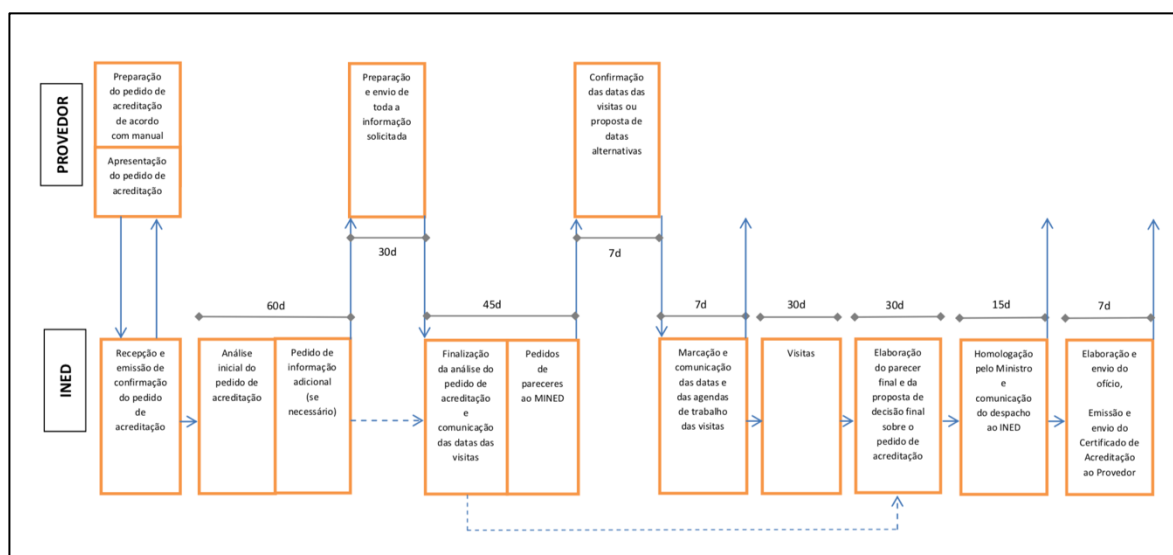 PROVEDOR
Preparação
do pedido de
acreditação
de acordo
com manual
Apresentação
do pedido de
acreditação
Preparação
e envio de
toda a
informação
solicitada
Confirmação
das datas das
visitas ou
proposta de
datas
alternativas
30d
7d
60d
45d
7d
30d
30d
15d
7d
INED
Recepção e
emissão de
confirmação
do pedido
de
acreditação
Análise
inicial do
pedido de
acreditação
Pedido de
informação
adicional
(se
necessário)
Finalização
da análise do
pedido de
acreditação
e
comunicação
das datas das
visitas
Pedidos
de
pareceres
ao MINED
Marcação e
comunicação
das datas e
das agendas
de trabalho
das visitas
Visitas
Elaboração
do parecer
final e da
proposta de
decisão final
sobre o
pedido de
acreditação
Homologação
pelo Ministro
e
comunicação
do despacho
ao INED
Elaboração e
envio do
ofício,
Emissão e
envio do
Certificado de
Acreditação
ao Provedor